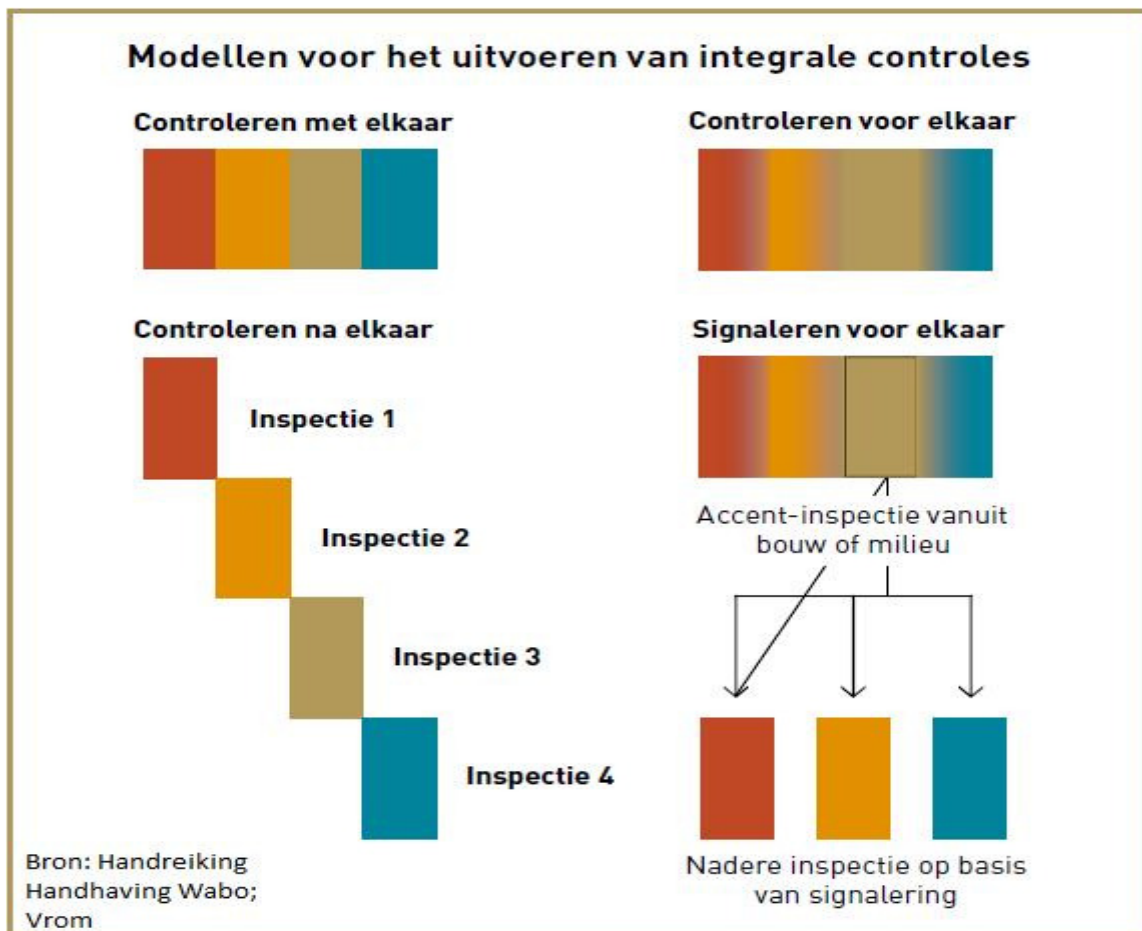 Modellen voor het uitvoeren van integrale controles
Controleren met elkaar
Controleren voor elkaar
Controleren na elkaar
Inspectie 1
Inspectie 2
Inspectie 3
Inspectie 4
Signaleren voor elkaar
Accent-inspectie vanuit
bouw of milieu
Nadere inspectie op basis
van signalering
Bron: Handreiking
Handhaving Wabo;
Vrom